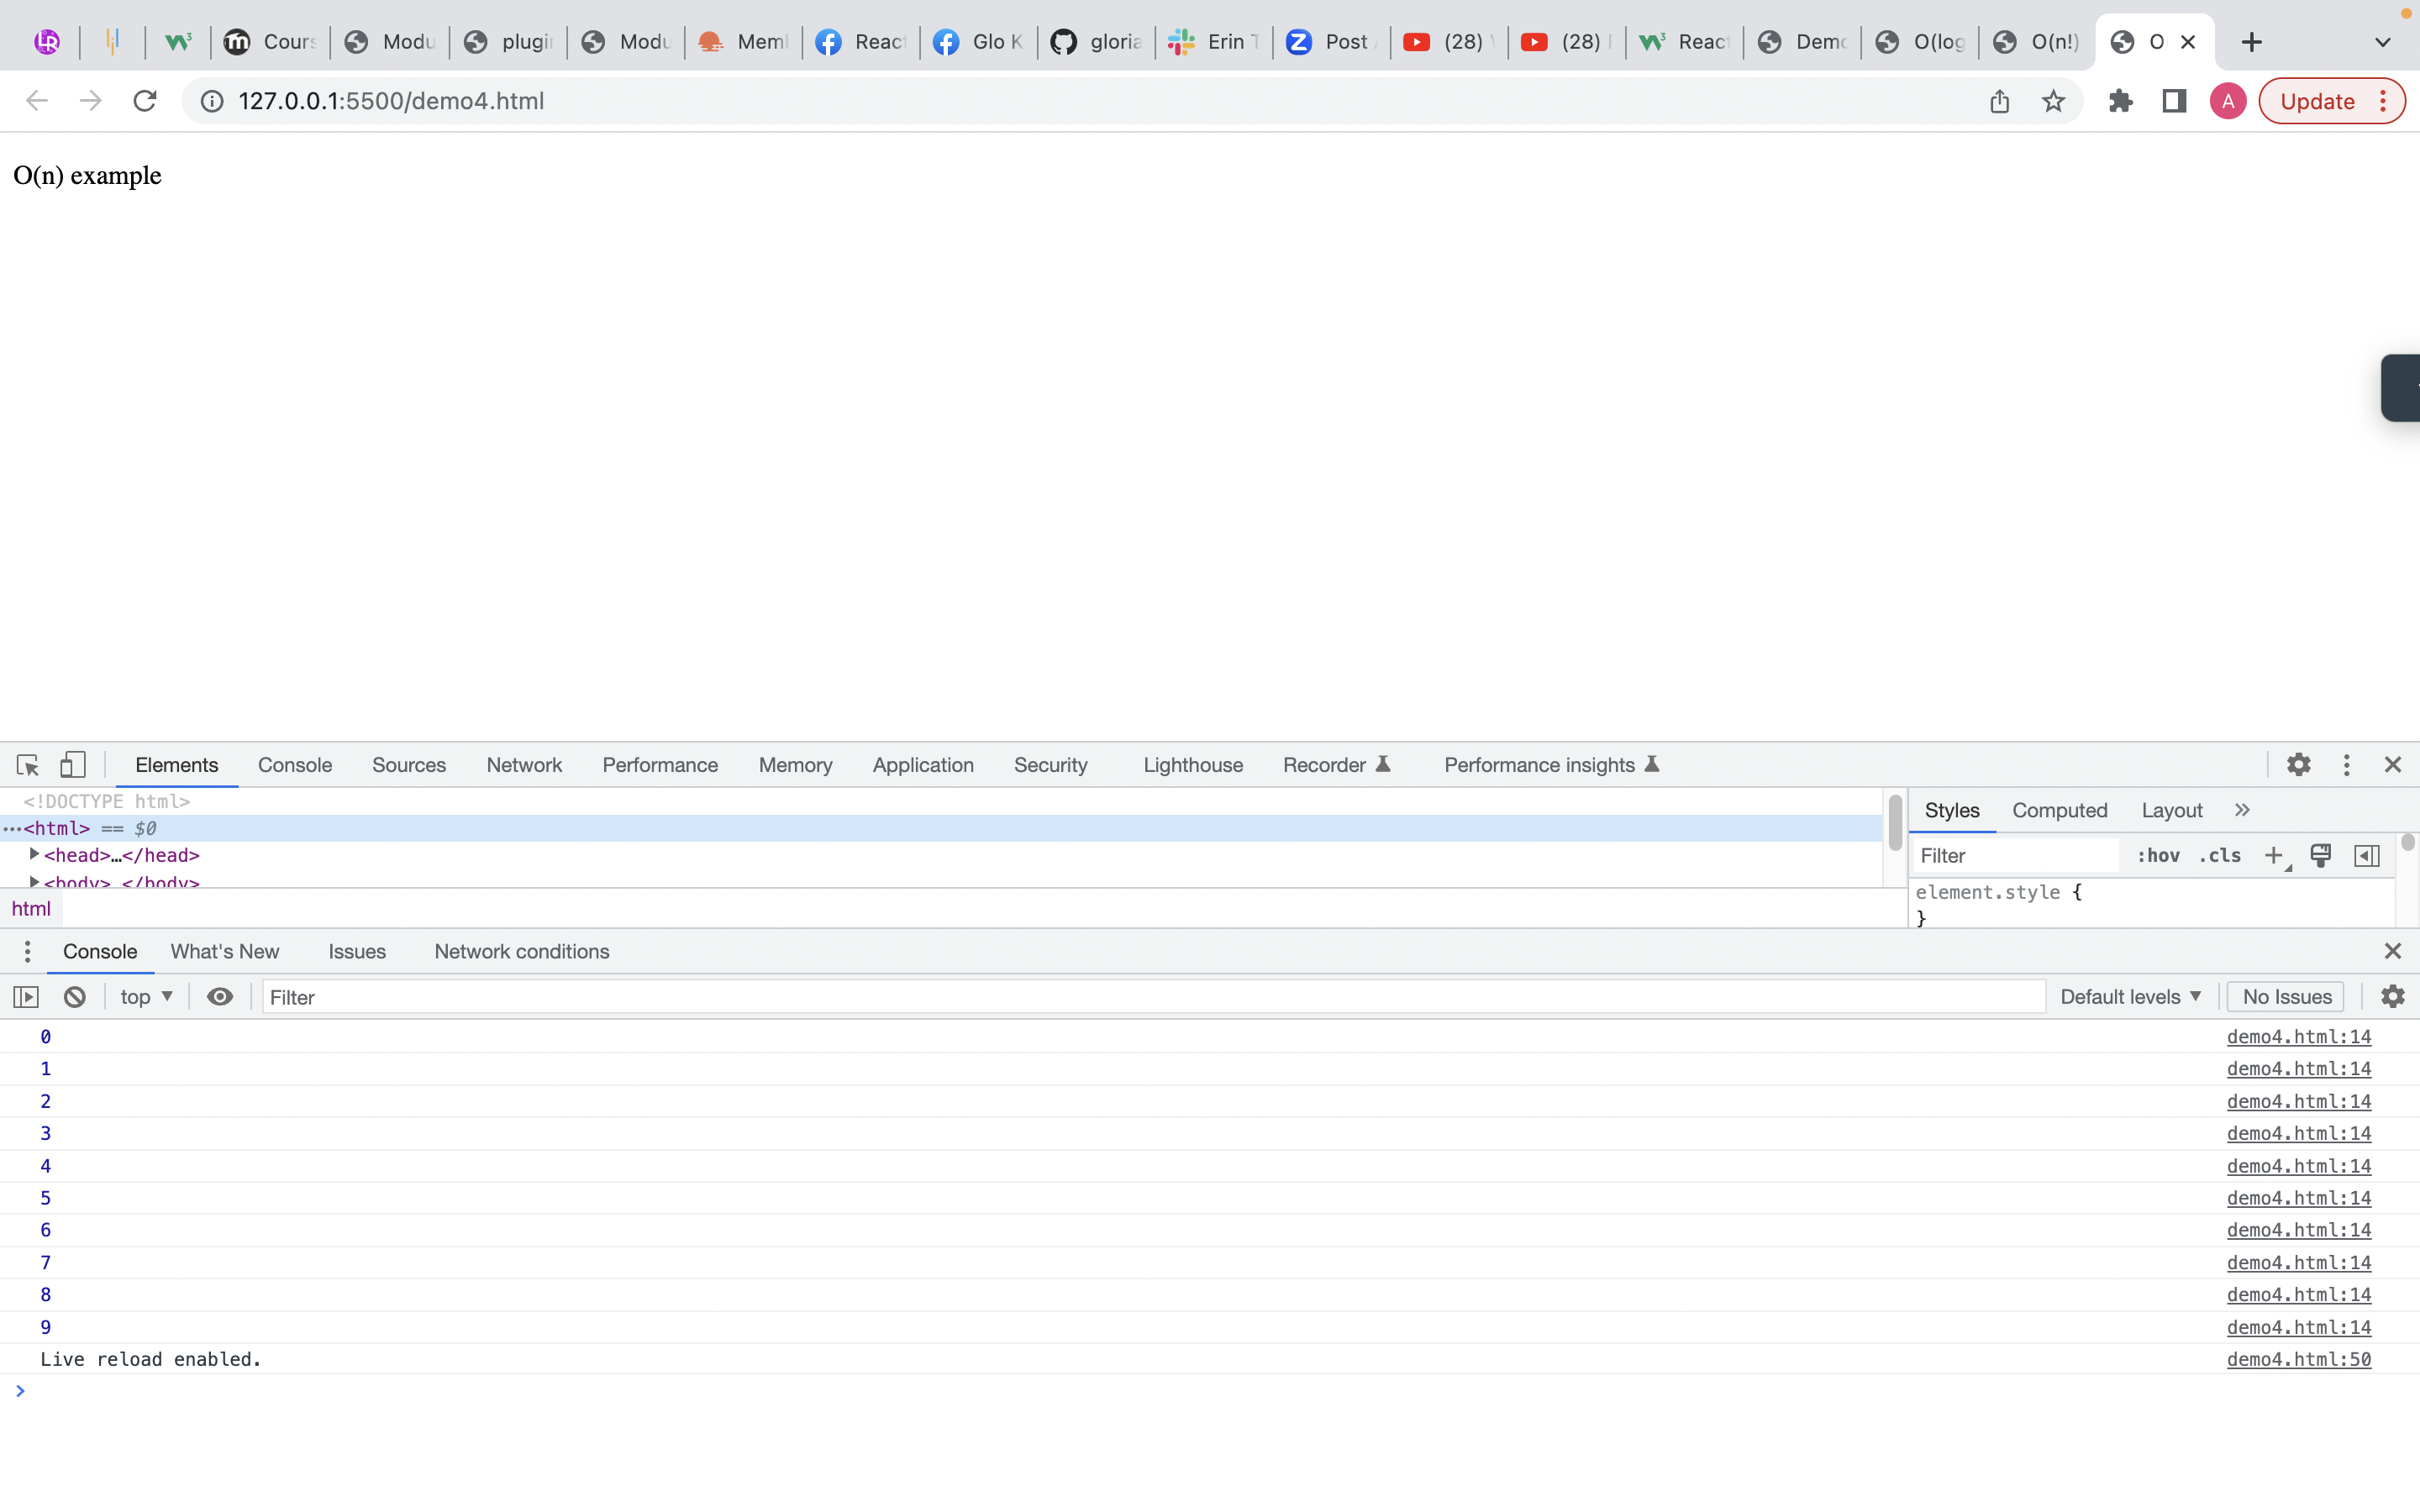 Cours Modu plugin Modu Memb React Glo K gloria Erin T Post (28) (28) React Demo O(log O(n!) O
127.0.0.1:5500/demo4.html A Update
O(n) example
Elements Console Sources Network Performance Memory Application Security Lighthouse Recorder Performance insights
<!DOCTYPE html>
…<html> == $0
<head>…</head>
<body> </body>
html
Styles Computed Layout »
Filter :hov .cls +
element.style {
}
Console What's New Issues Network conditions
top Filter Default levels No Issues
0 demo4.html:14
1 demo4.html:14
2 demo4.html:14
3 demo4.html:14
4 demo4.html:14
5 demo4.html:14
6 demo4.html:14
7 demo4.html:14
8 demo4.html:14
9 demo4.html:14
Live reload enabled. demo4.html:50
>